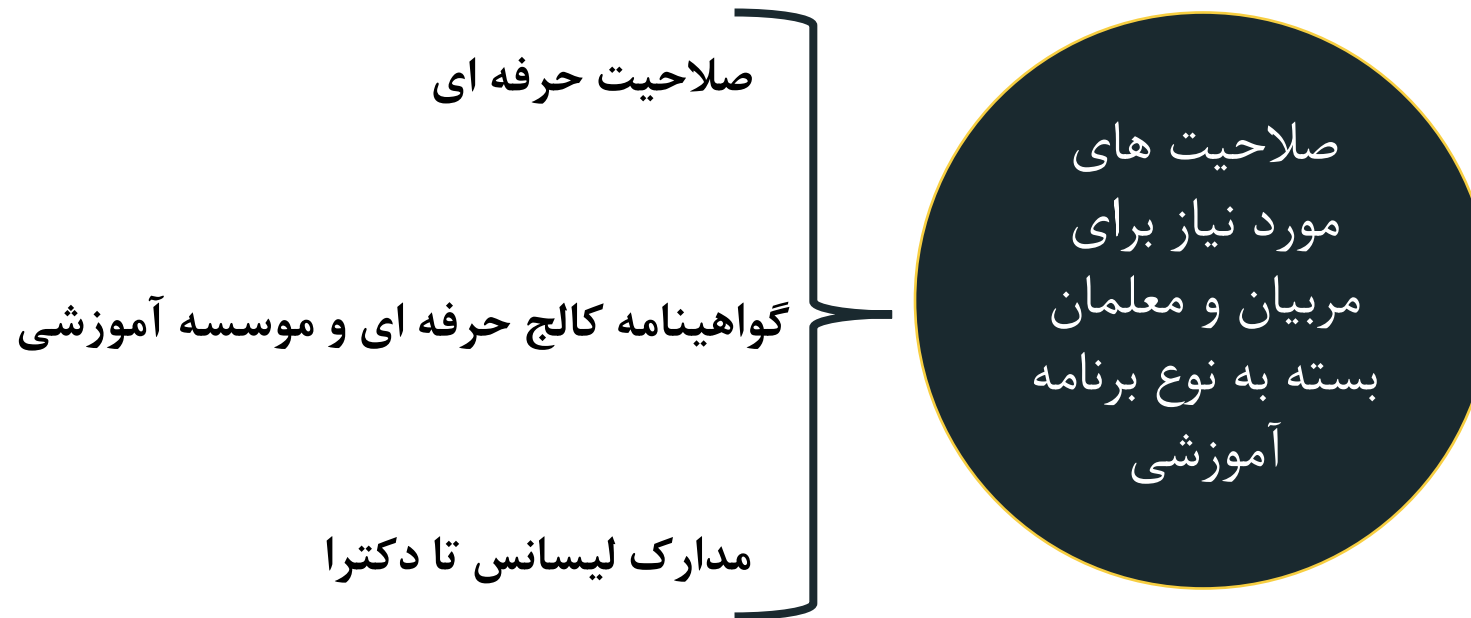 صلاحیت های
مورد نیاز برای
مربیان و معلمان
بسته به نوع برنامه
آموزشی
صلاحیت حرفه ای
گواهینامه کالج حرفه ای و موسسه آموزشی
مدارک لیسانس تا دکترا